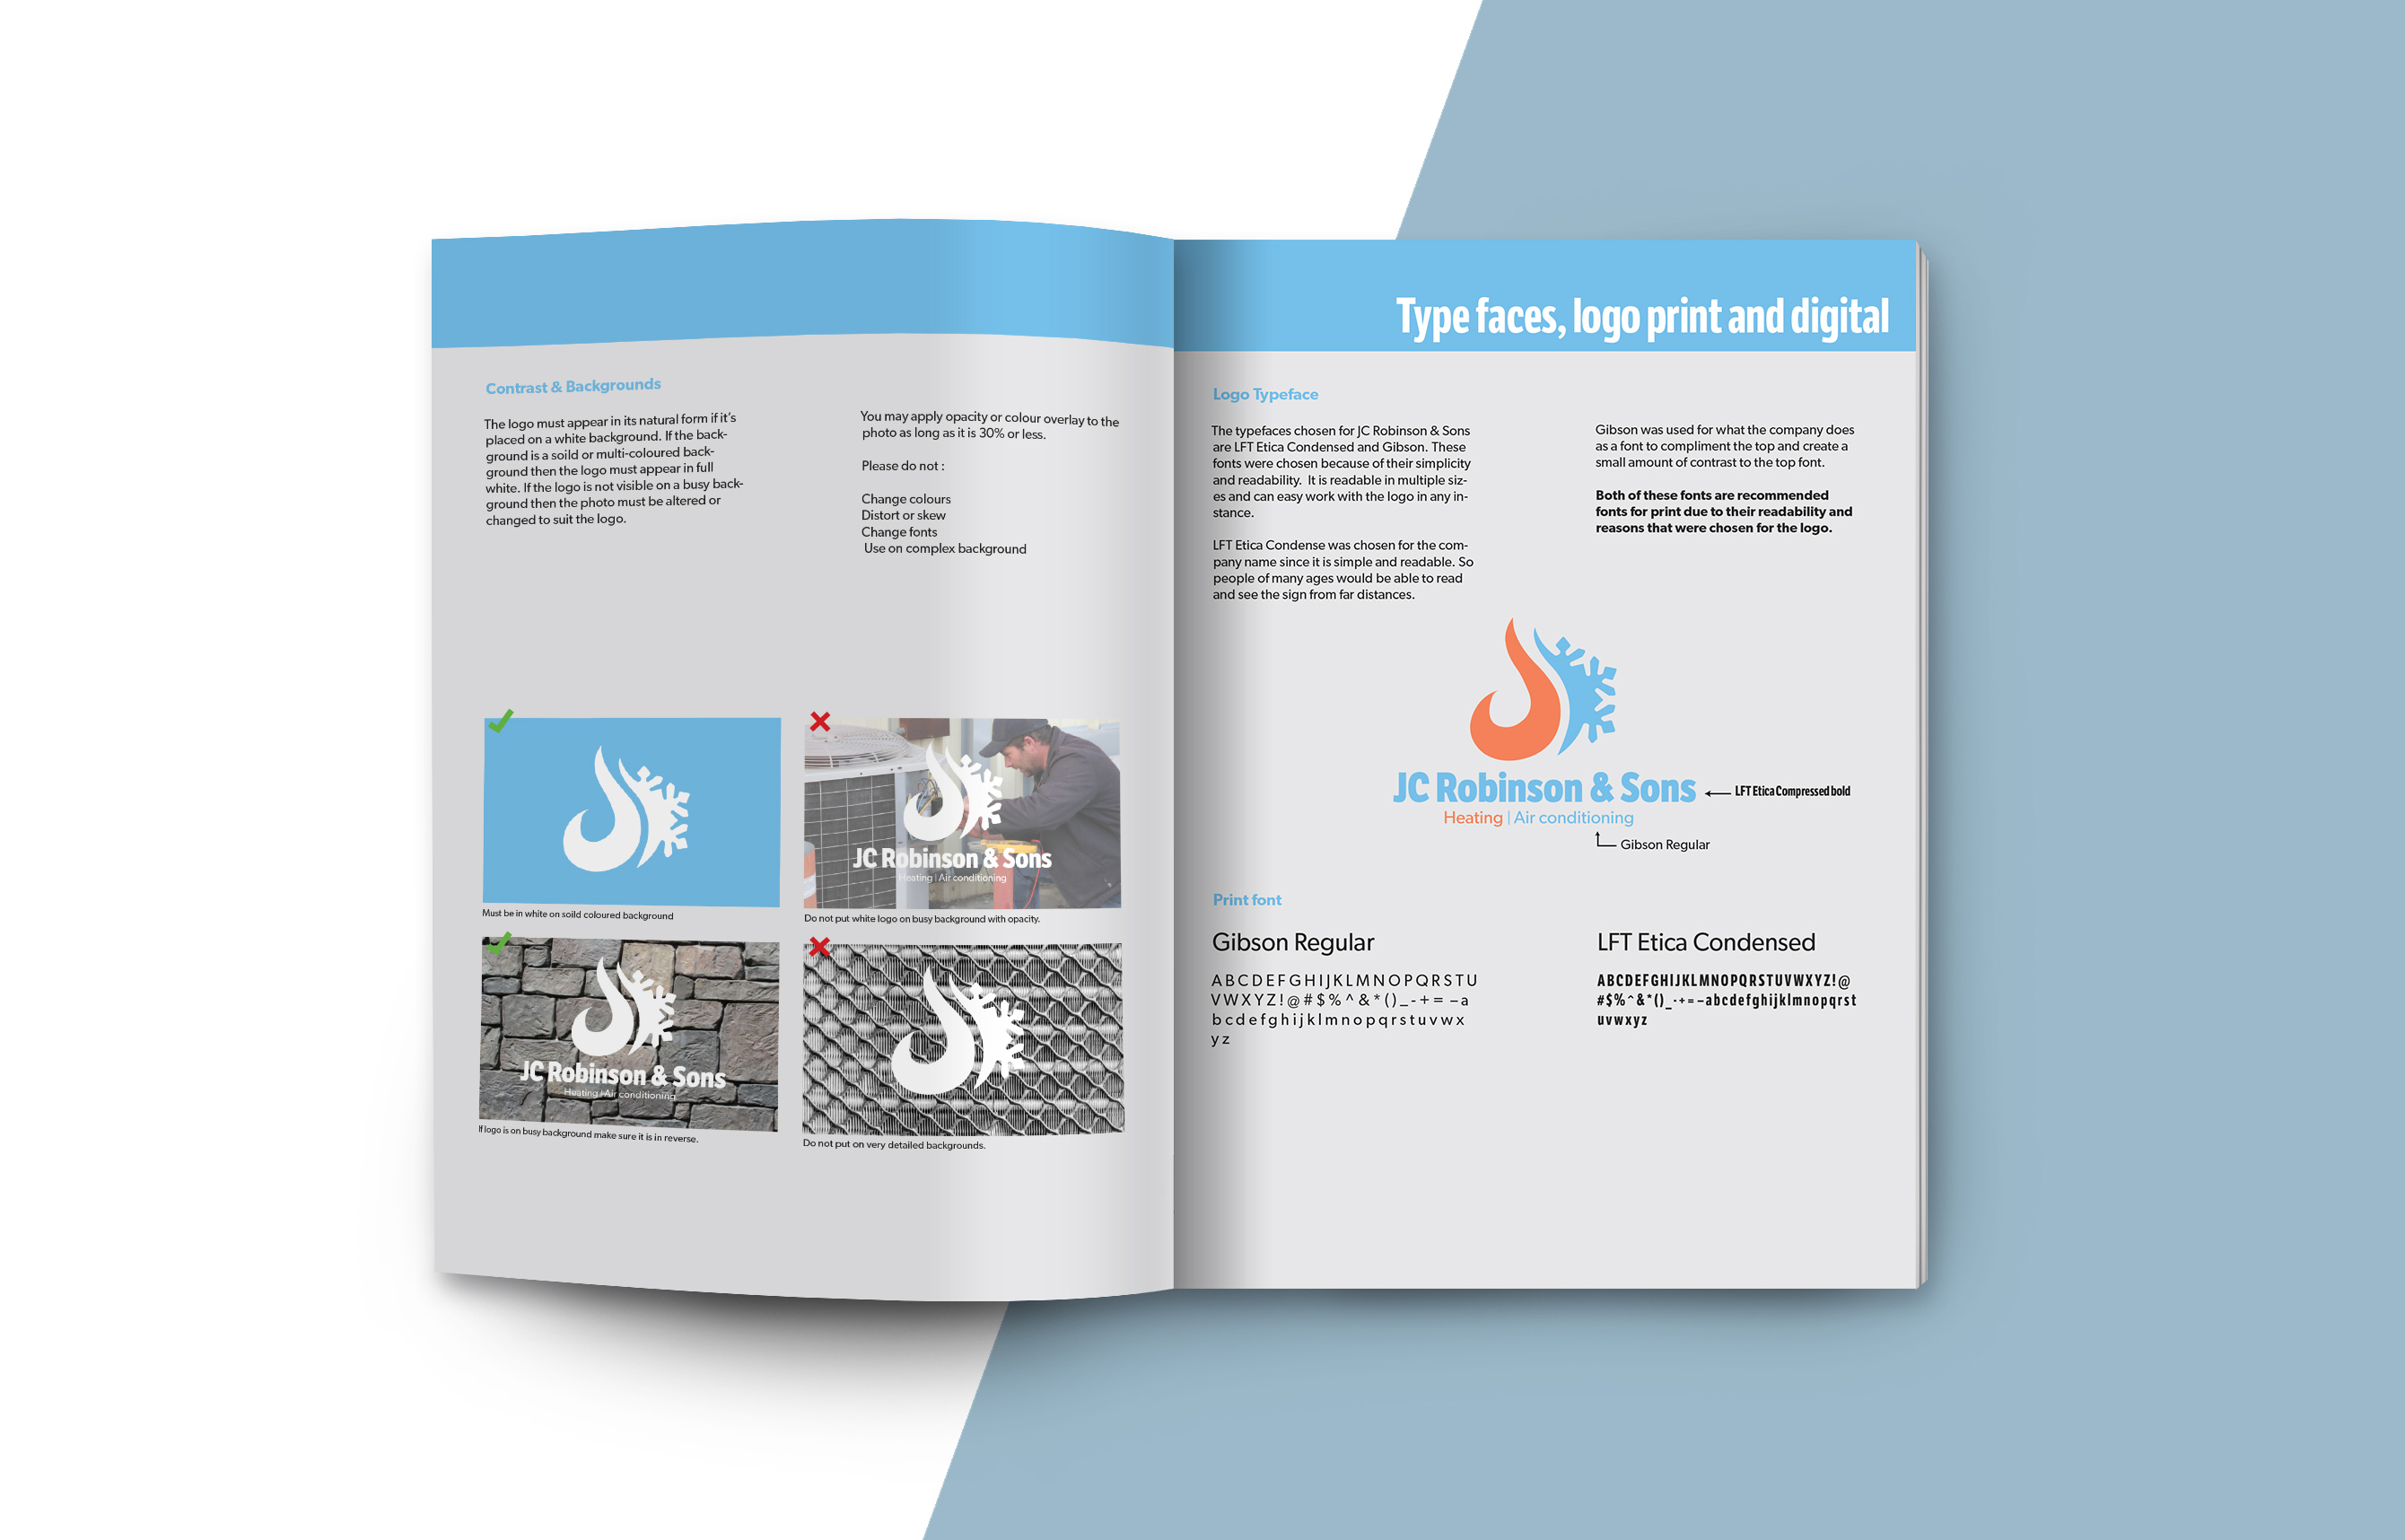 Contrast & Backgrounds
The logo must appear in its natural form if it's
placed on a white background. If the back-
ground is a soild or multi-coloured back-
ground then the logo must appear in full
white. If the logo is not visible on a busy back-
ground then the photo must be altered or
changed to suit the logo.
You may apply opacity or colour overlay to the
photo as long as it is 30% or less.
Please do not :
Change colours
Distort or skew
Change fonts
Use on complex background
Must be in white on soild coloured background
JC Robinson & Sons
Heating | Air conditioning
Do not put white logo on busy background with opacity.
JC Robinson & Sons
Heating | Air conditioning
If logo is on busy background make sure it is in reverse.
Do not put on very detailed backgrounds.
Type faces, logo print and digital
Logo Typeface
The typefaces chosen for JC Robinson & Sons
are LFT Etica Condensed and Gibson. These
fonts were chosen because of their simplicity
and readability. It is readable in multiple siz-
es and can easy work with the logo in any in-
stance.
LFT Etica Condense was chosen for the com-
pany name since it is simple and readable. So
people of many ages would be able to read
and see the sign from far distances.
Gibson was used for what the company does
as a font to compliment the top and create a
small amount of contrast to the top font.
Both of these fonts are recommended
fonts for print due to their readability and
reasons that were chosen for the logo.
JC Robinson & Sons
LFT Etica Compressed bold
Heating | Air conditioning
Gibson Regular
Print font
Gibson Regular
A B C D E F G H I J K L M N O P Q R S T U
V W X Y Z ! @ # $ % ^ & * ( ) _ - + = – a
b c d e f g h i j k l m n o p q r s t u v w x
y z
LFT Etica Condensed
A B C D E F G H I J K L M N O P Q R S T U V W X Y Z ! @
# $ % ^ & * ( ) _ - + = – a b c d e f g h i j k l m n o p q r s t
u v w x y z